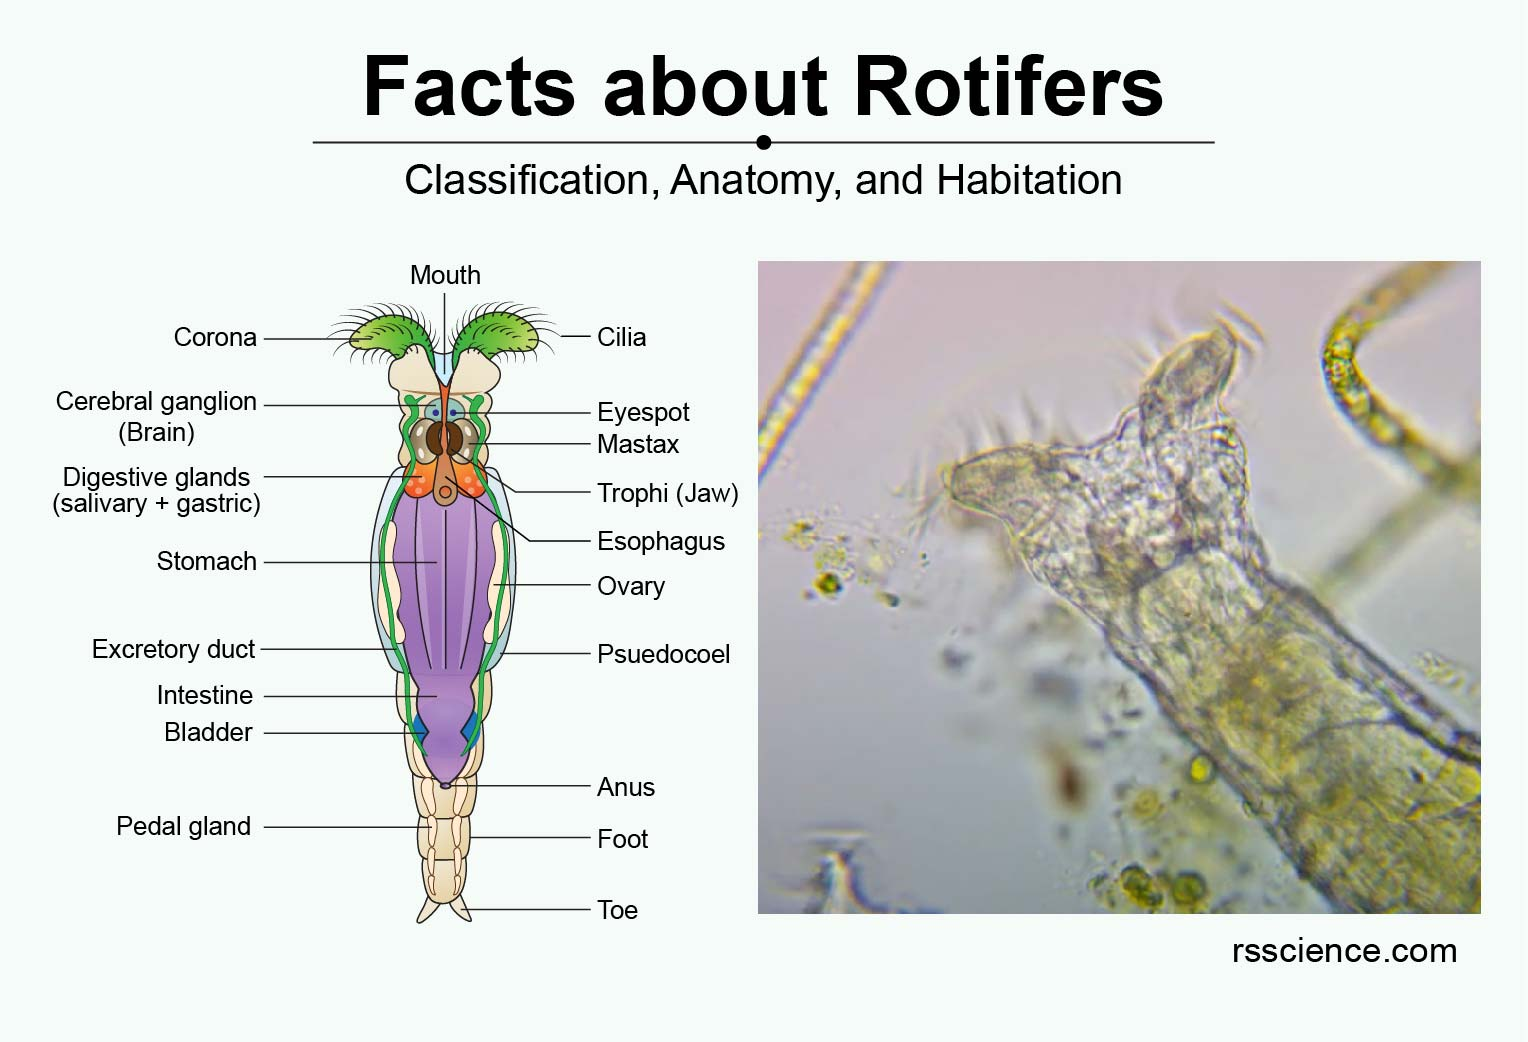 Facts about Rotifers
Classification, Anatomy, and Habitation
Mouth
Corona
Cerebral ganglion
(Brain)
Digestive glands
(salivary + gastric)
Stomach
Excretory duct
Intestine
Bladder
Pedal gland
Cilia
Eyespot
Mastax
Trophi (Jaw)
Esophagus
Ovary
Psuedocoel
Anus
Foot
Toe
rsscience.com